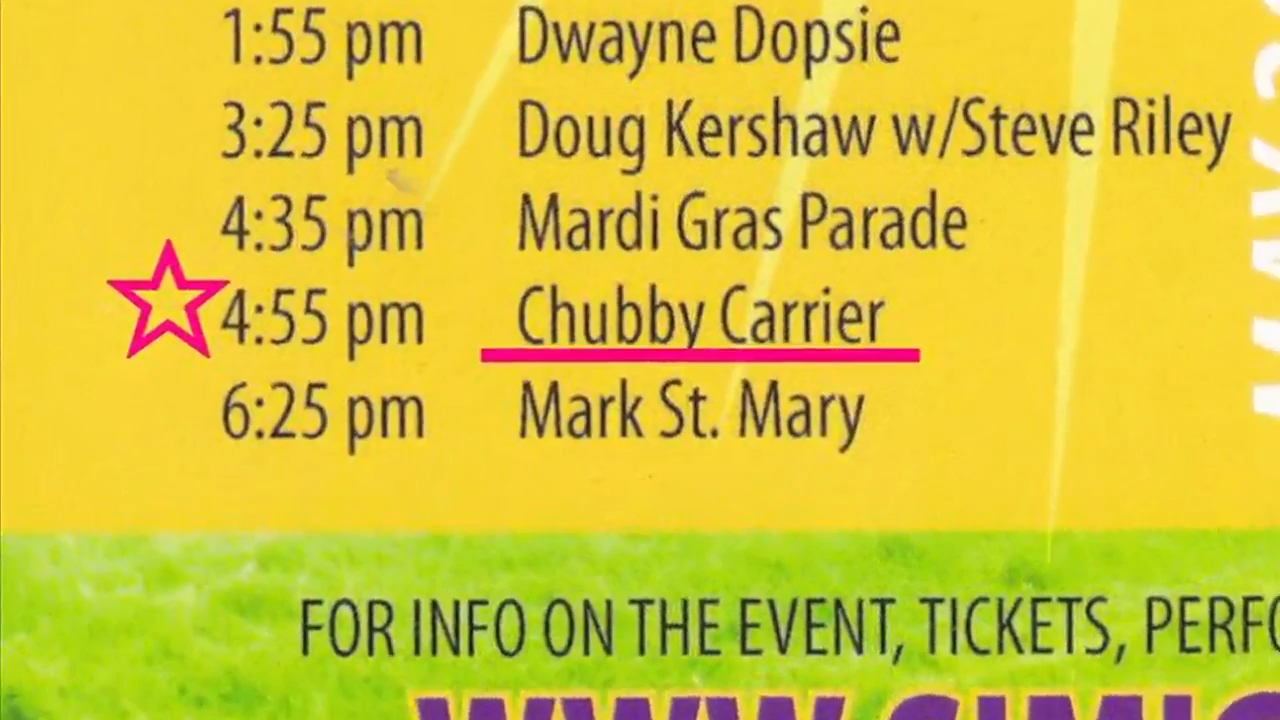 1:55 pm Dwayne Dopsie
3:25 pm Doug Kershaw w/Steve Riley
4:35 pm Mardi Gras Parade
4:55 pm Chubby Carrier
6:25 pm Mark St. Mary
FOR INFO ON THE EVENT, TICKETS,